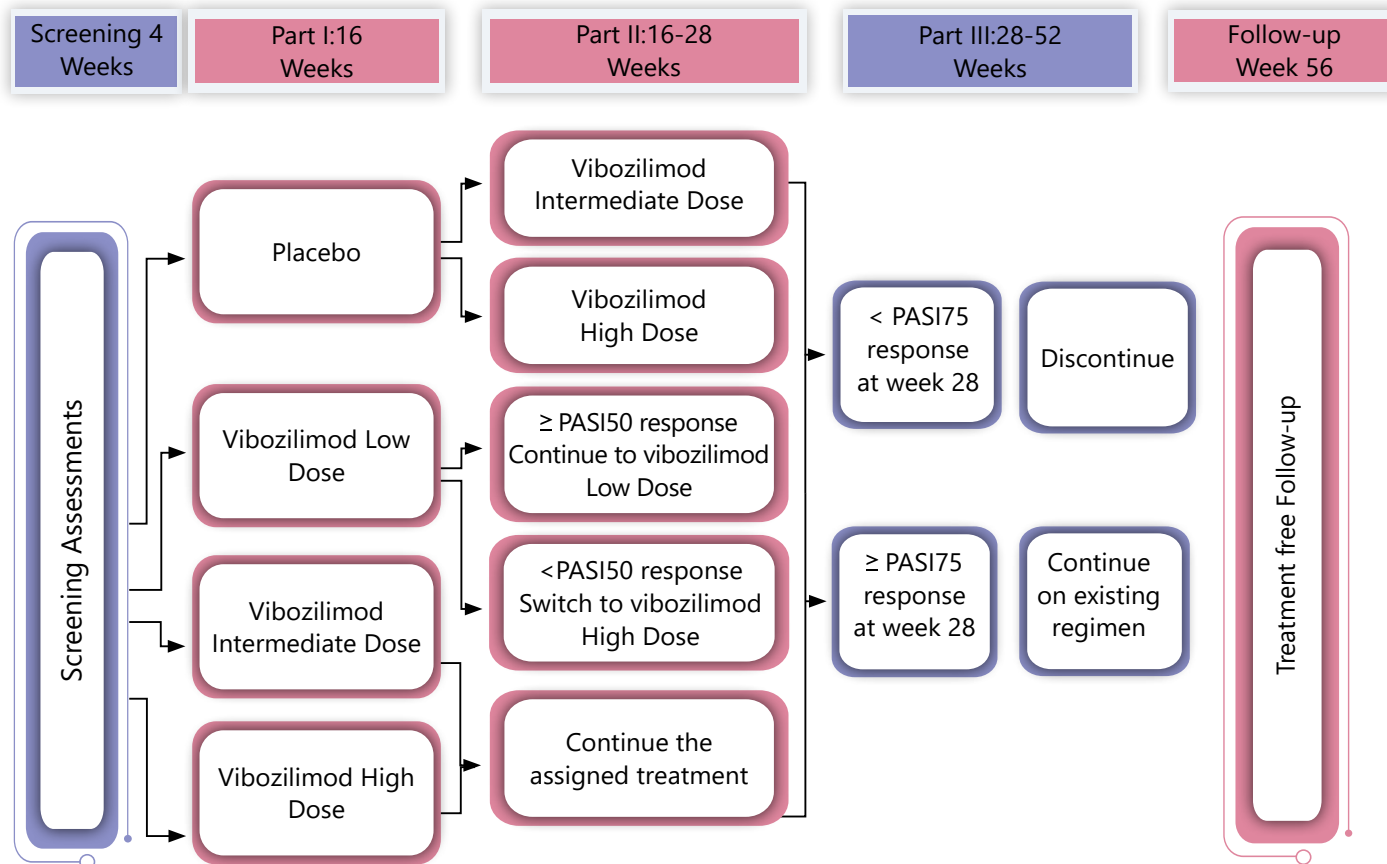 Screening 4
Weeks
Part I:16
Weeks
Part II:16-28
Weeks
Part III:28-52
Weeks
Follow-up
Week 56
Screening Assessments
Placebo
Vibozilimod Low
Dose
Vibozilimod
Intermediate Dose
Vibozilimod High
Dose
Vibozilimod
Intermediate Dose
Vibozilimod
High Dose
≥ PASI50 response
Continue to vibozilimod
Low Dose
<PASI50 response
Switch to vibozilimod
High Dose
Continue the
assigned treatment
< PASI75
response
at week 28
Discontinue
≥ PASI75
response
at week 28
Continue
on existing
regimen
Treatment free Follow-up